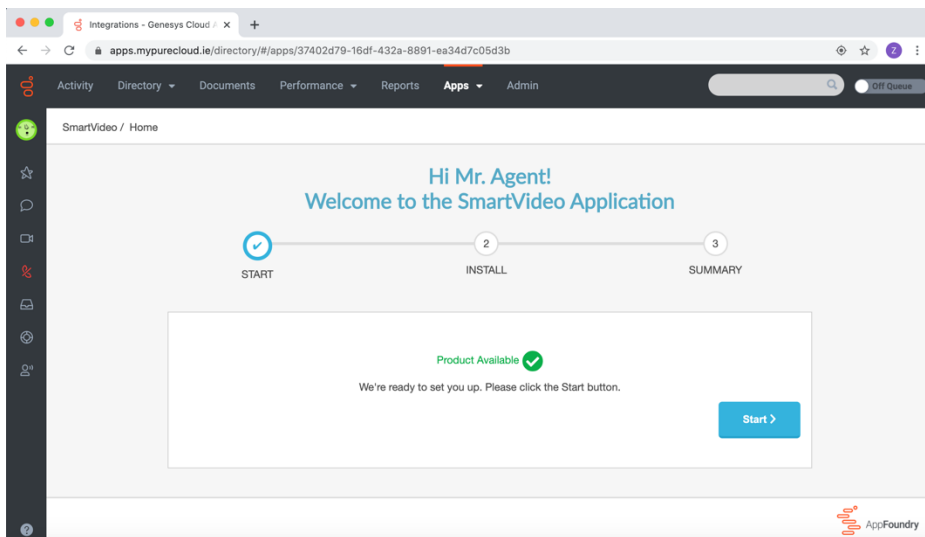 Integrations - Genesys Cloud A
apps.mypurecloud.ie/directory/#/apps/37402d79-16df-432a-8891-ea34d7c05d3b
Z
Activity Directory Documents Performance Reports Apps Admin
Off Queue
SmartVideo / Home
Hi Mr. Agent!
Welcome to the SmartVideo Application
2 3
START INSTALL SUMMARY
Product Available
We're ready to set you up. Please click the Start button.
Start >
AppFoundry